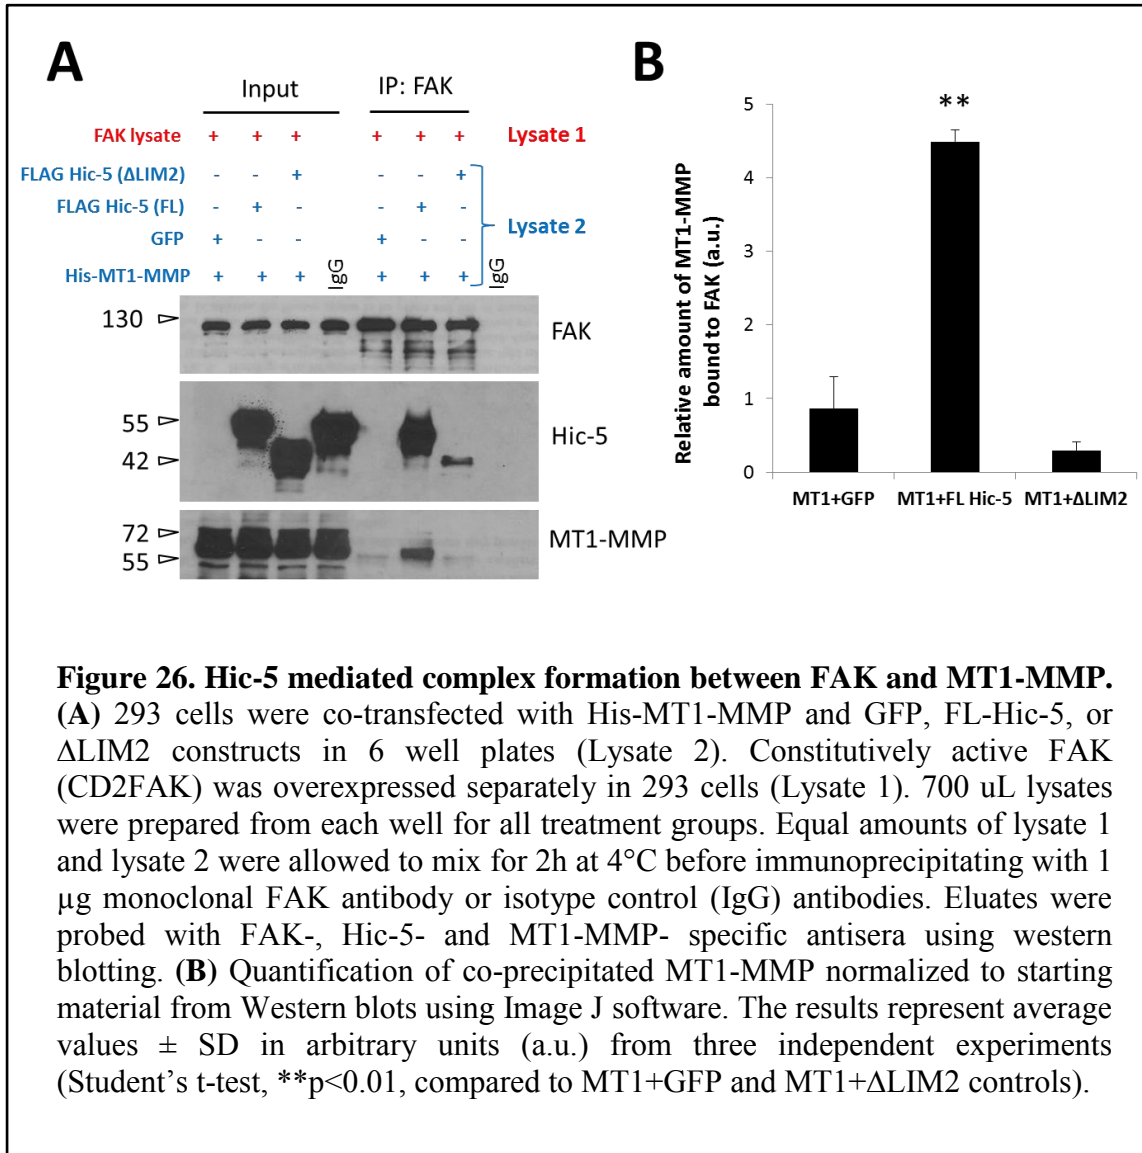 A
Input
IP: FAK
FAK lysate + + + + + + Lysate 1
FLAG Hic-5 (ΔLIM2) - - + - - +
FLAG Hic-5 (FL) - + - - + -
Lysate 2
GFP + - - + - -
His-MT1-MMP + + + IgG + + + IgG
130
FAK
55
42
Hic-5
72
55
MT1-MMP
B
Relative amount of MT1-MMP
bound to FAK (a.u.)
5
4
3
2
1
0
**
MT1+GFP MT1+FL Hic-5 MT1+ΔLIM2
Figure 26. Hic-5 mediated complex formation between FAK and MT1-MMP.
(A) 293 cells were co-transfected with His-MT1-MMP and GFP, FL-Hic-5, or
ΔLIM2 constructs in 6 well plates (Lysate 2). Constitutively active FAK
(CD2FAK) was overexpressed separately in 293 cells (Lysate 1). 700 uL lysates
were prepared from each well for all treatment groups. Equal amounts of lysate 1
and lysate 2 were allowed to mix for 2h at 4°C before immunoprecipitating with 1
µg monoclonal FAK antibody or isotype control (IgG) antibodies. Eluates were
probed with FAK-, Hic-5- and MT1-MMP- specific antisera using western
blotting. (B) Quantification of co-precipitated MT1-MMP normalized to starting
material from Western blots using Image J software. The results represent average
values ± SD in arbitrary units (a.u.) from three independent experiments
(Student's t-test, **p<0.01, compared to MT1+GFP and MT1+ΔLIM2 controls).